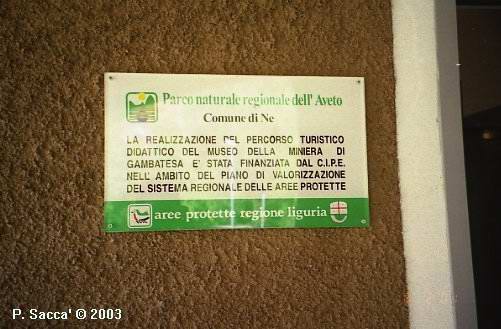 Parco naturale regionale dell'Aveto
Comune di Ne
LA REALIZZAZIONE DEL PERCORSO TURISTICO
DIDATTICO DEL MUSEO DELLA MINIERA DI
GAMBATESA E' STATA FINANZIATA DAL C.I.P.E.
NELL'AMBITO DEL PIANO DI VALORIZZAZIONE
DEL SISTEMA REGIONALE DELLE AREE PROTETTE
aree protette regione liguria
P. Sacca' © 2003